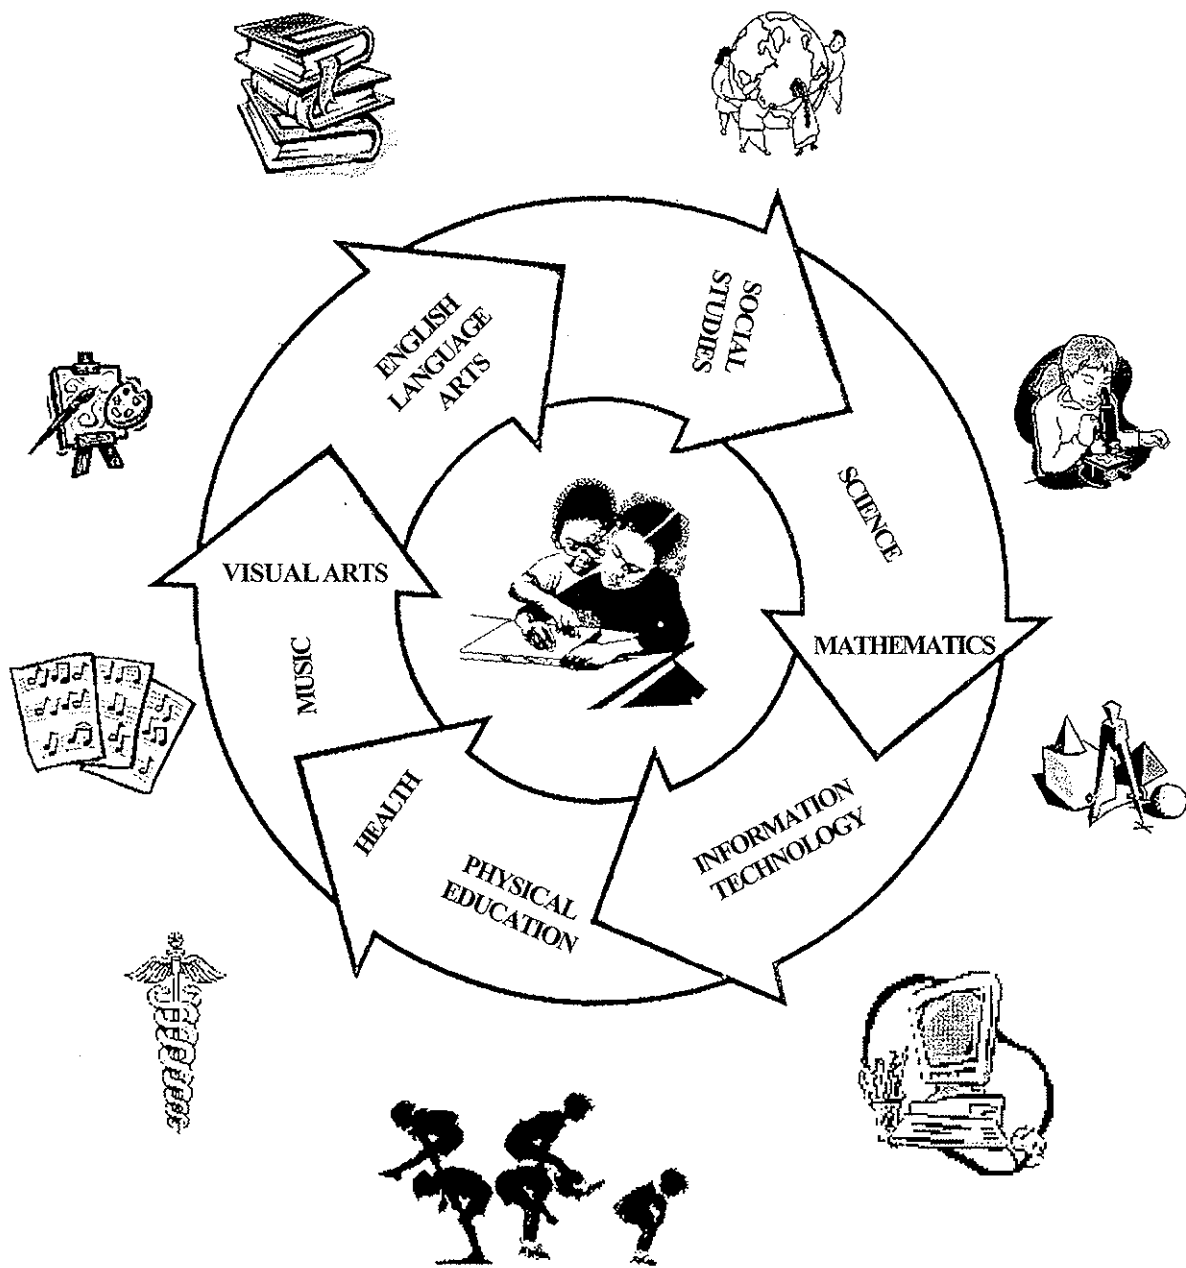 ENGLISH
LANGUAGE
ARTS
SOCIAL
STUDIES
SCIENCE
MATHEMATICS
INFORMATION
TECHNOLOGY
PHYSICAL
EDUCATION
HEALTH
MUSIC
VISUAL ARTS